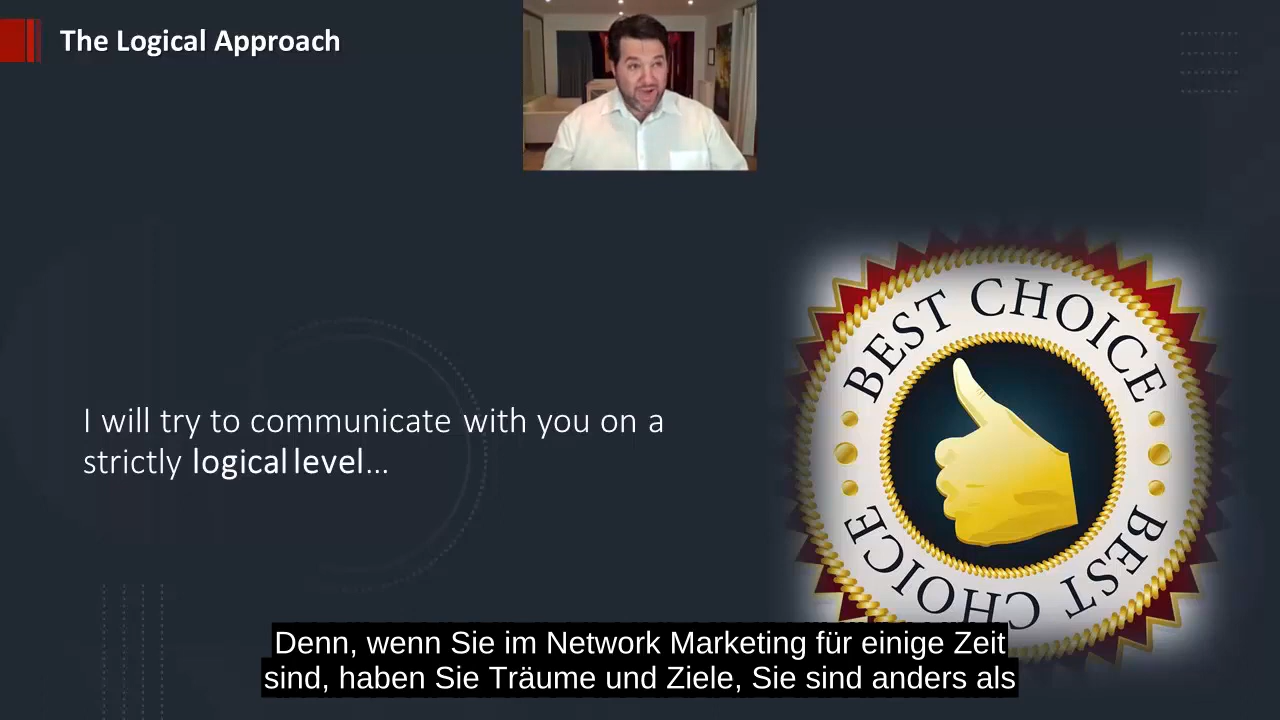 The Logical Approach
BEST CHOICE
I will try to communicate with you on a
strictly logical level...
BEST CHOICE
Denn, wenn Sie im Network Marketing für einige Zeit
sind, haben Sie Träume und Ziele, Sie sind anders als